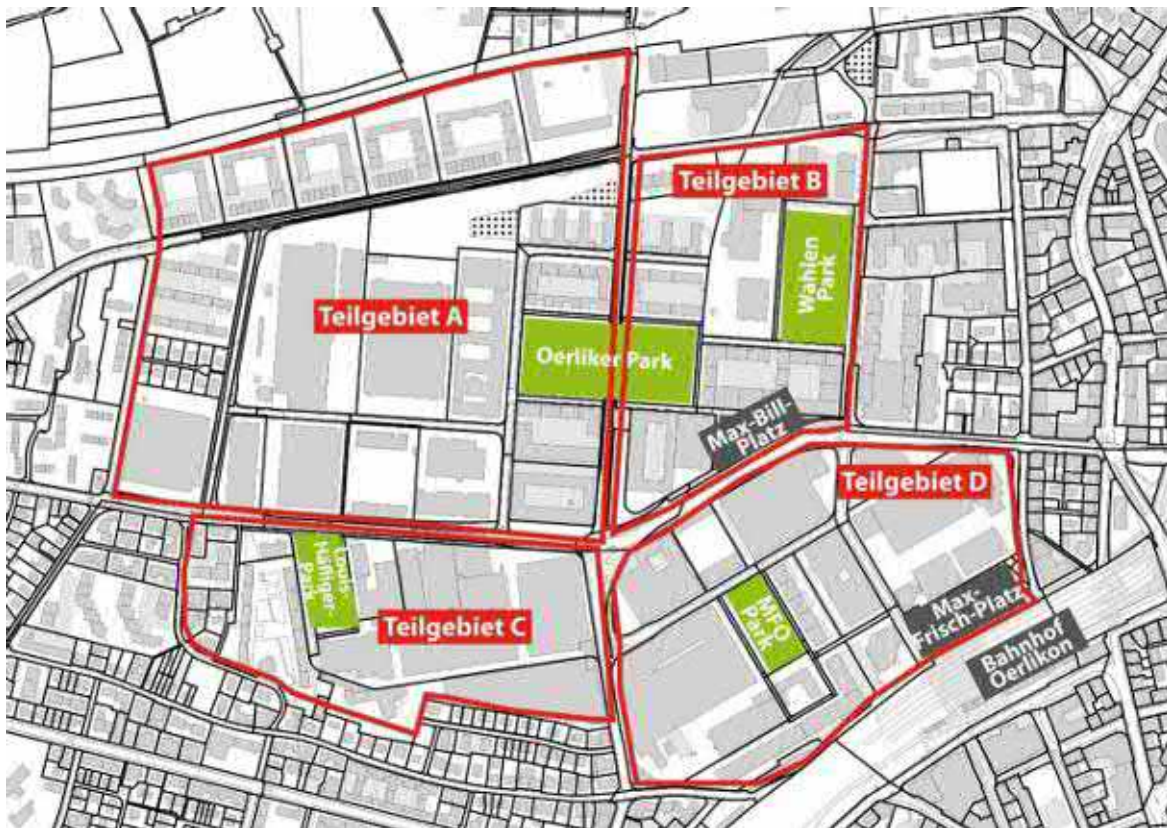 Teilgebiet B
Wahlen
Park
Teilgebiet A
Oerliker Park
Max-Bill-
Platz
Teilgebiet D
Louis-
Häfliger-
Park
Teilgebiet C
MFO
Park
Max-
Frisch-Platz
Bahnhof
Oerlikon